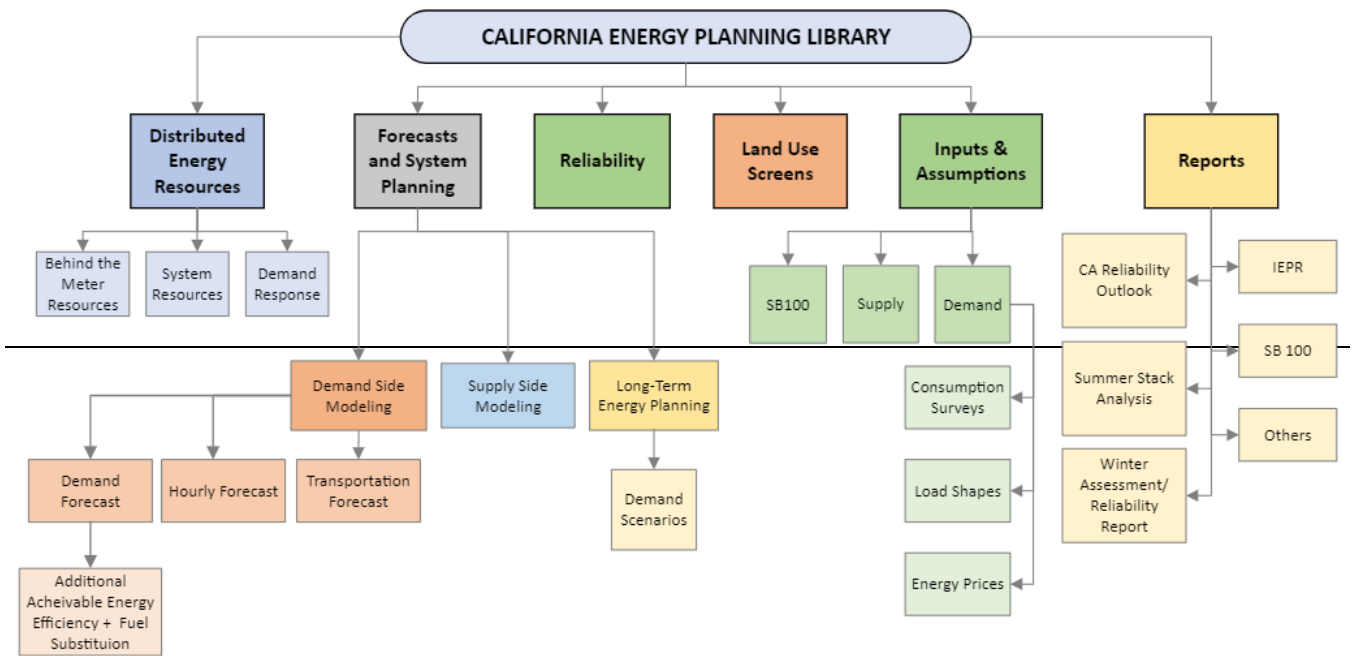 CALIFORNIA ENERGY PLANNING LIBRARY
Distributed
Energy
Resources
Forecasts
and System
Planning
Reliability
Land Use
Screens
Inputs &
Assumptions
Reports
Behind the
Meter
Resources
System
Resources
Demand
Response
SB100
Supply
Demand
CA Reliability
Outlook
IEPR
Demand Side
Modeling
Supply Side
Modeling
Long-Term
Energy Planning
Consumption
Surveys
Summer Stack
Analysis
SB 100
Demand
Forecast
Hourly Forecast
Transportation
Forecast
Demand
Scenarios
Load Shapes
Winter
Assessment/
Reliability
Report
Others
Additional
Acheivable Energy
Efficiency + Fuel
Substituion
Energy Prices